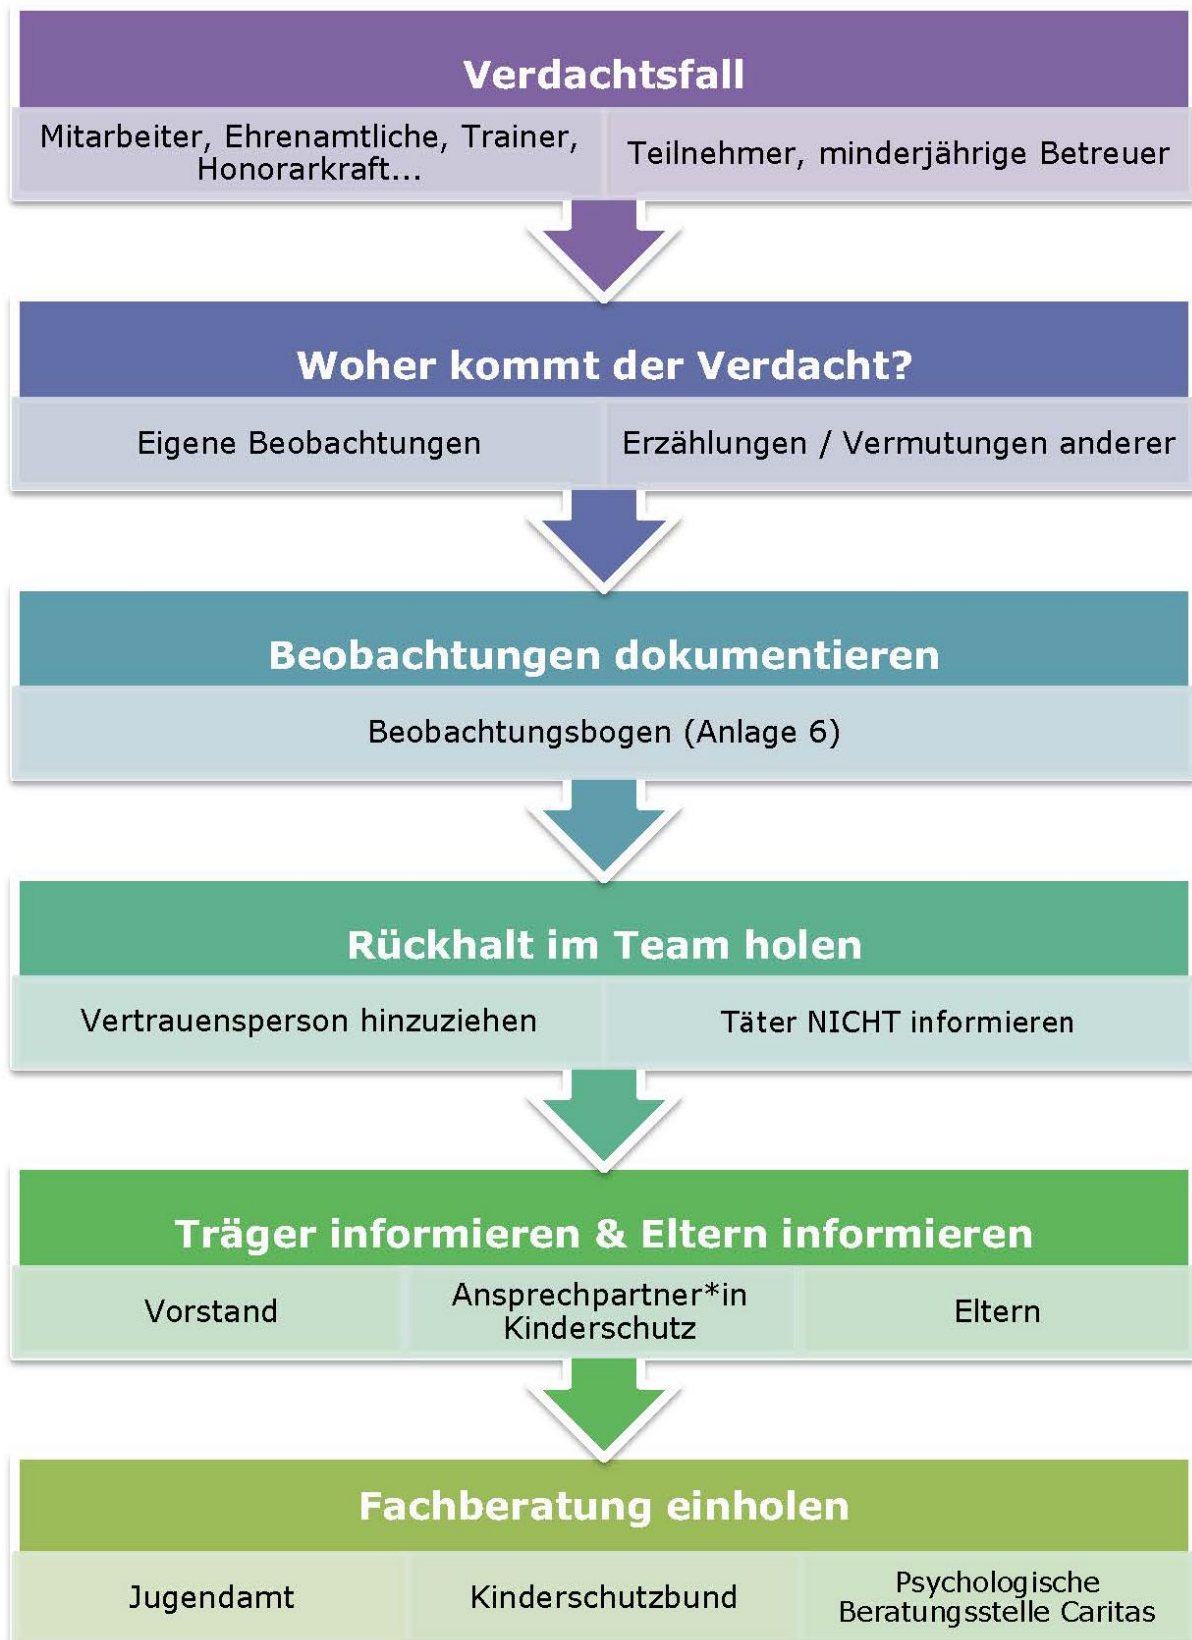 Verdachtsfall
Mitarbeiter, Ehrenamtliche, Trainer,
Honorarkraft...
Teilnehmer, minderjährige Betreuer
Woher kommt der Verdacht?
Eigene Beobachtungen
Erzählungen / Vermutungen anderer
Beobachtungen dokumentieren
Beobachtungsbogen (Anlage 6)
Rückhalt im Team holen
Vertrauensperson hinzuziehen
Täter NICHT informieren
Träger informieren & Eltern informieren
Vorstand
Ansprechpartner*in
Kinderschutz
Eltern
Fachberatung einholen
Jugendamt
Kinderschutzbund
Psychologische
Beratungsstelle Caritas